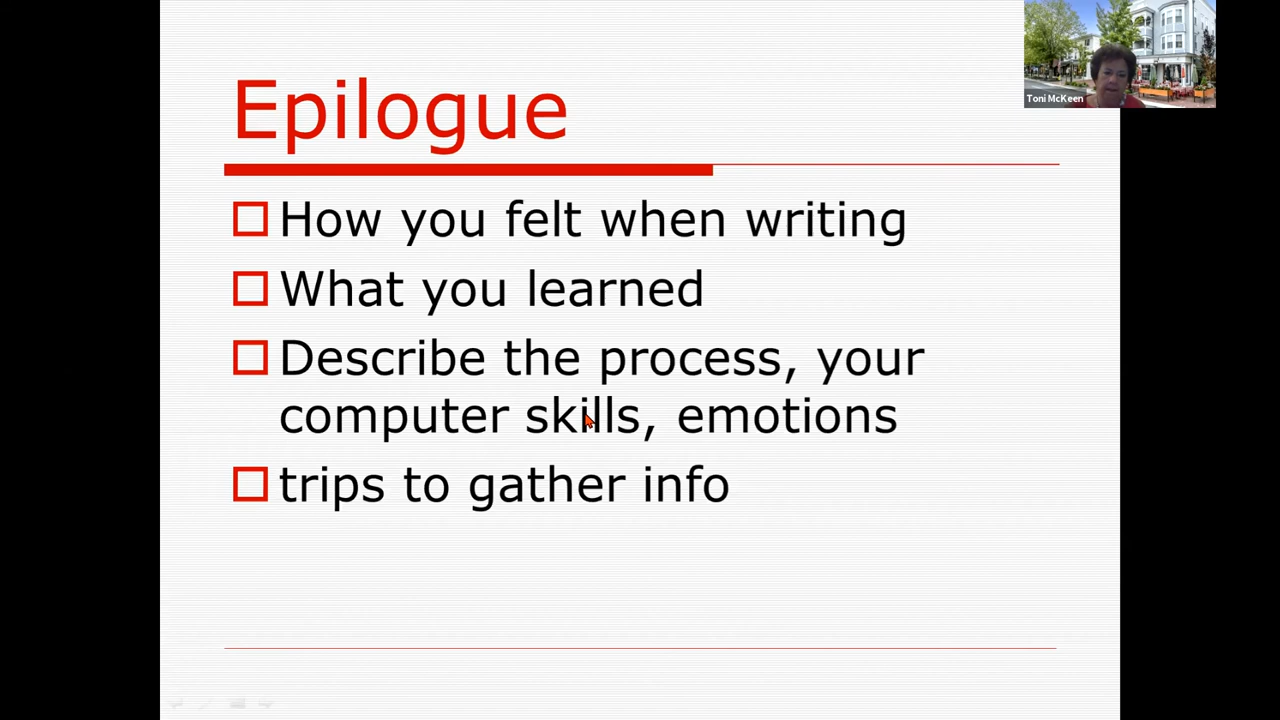 Epilogue
How you felt when writing
What you learned
Describe the process, your
computer skills, emotions
trips to gather info
Toni McKeen